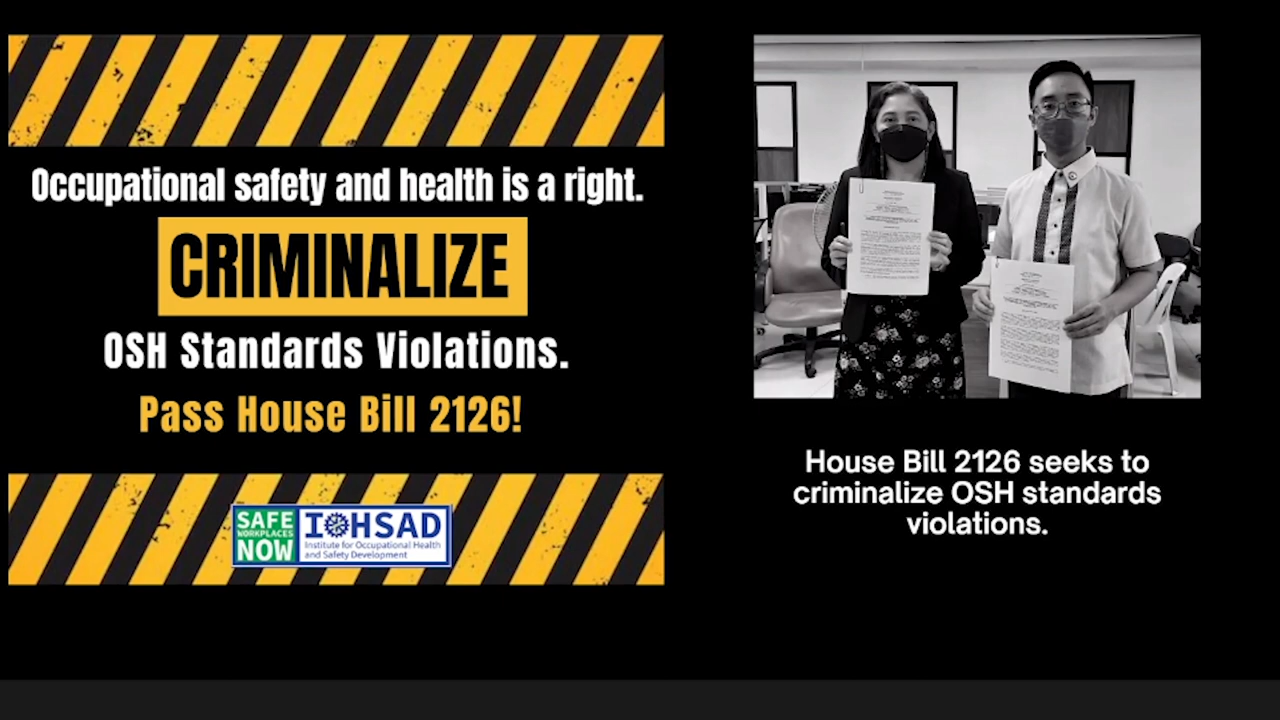 Occupational safety and health is a right.
CRIMINALIZE
OSH Standards Violations.
Pass House Bill 2126!
SAFE
WORKPLACES
NOW
IOHSAD
Institute for Occupational Health
and Safety Development
House Bill 2126 seeks to
criminalize OSH standards
violations.